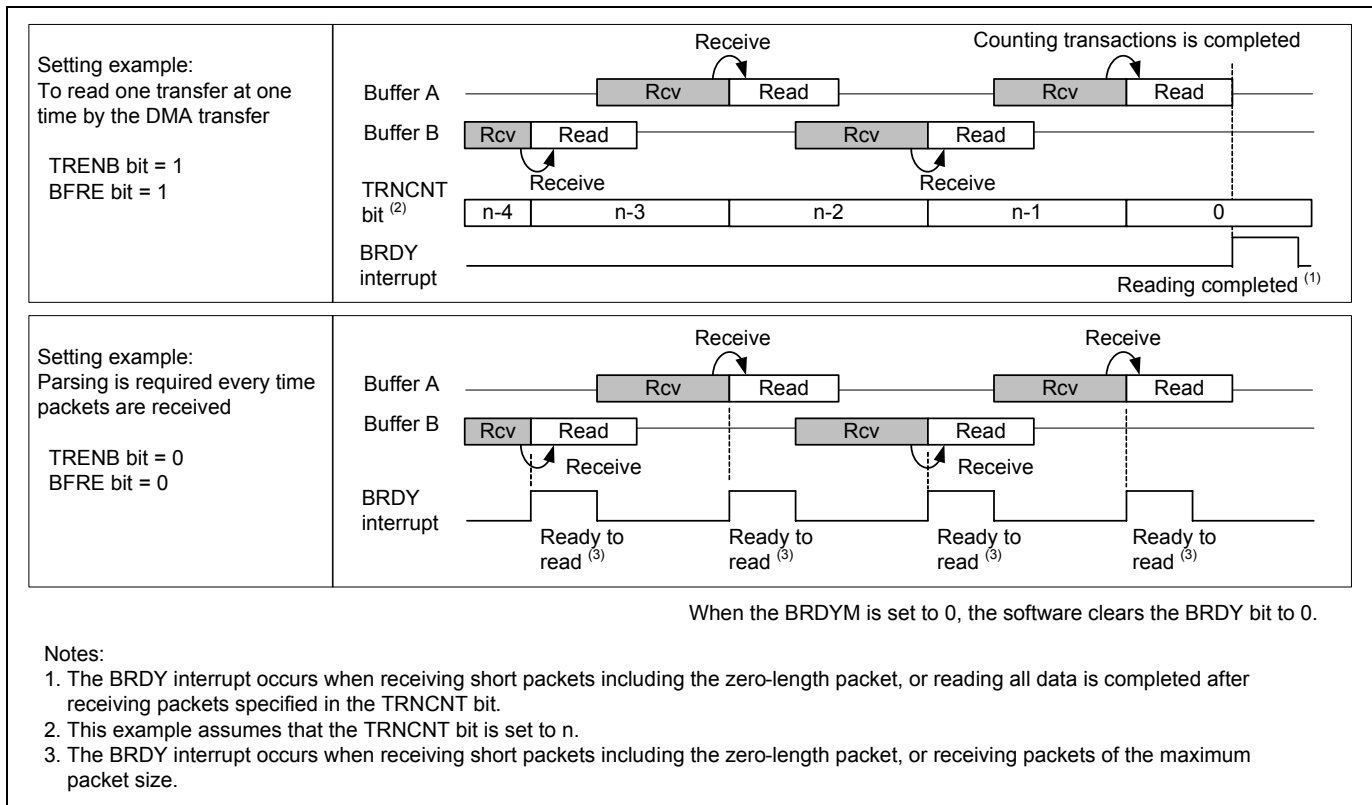 Setting example:
To read one transfer at one
time by the DMA transfer
TRENB bit = 1
BFRE bit = 1
Receive
Counting transactions is completed
Buffer A
Rcv
Read
Rcv
Read
Buffer B
Rcv
Read
Rcv
Read
Receive
Receive
TRNCNT
bit (2)
n-4
n-3
n-2
n-1
0
BRDY
interrupt
Reading completed (1)
Setting example:
Parsing is required every time
packets are received
TRENB bit = 0
BFRE bit = 0
Receive
Receive
Buffer A
Rcv
Read
Rcv
Read
Buffer B
Rcv
Read
Rcv
Read
Receive
Receive
BRDY
interrupt
Ready to
read (3)
Ready to
read (3)
Ready to
read (3)
Ready to
read (3)
When the BRDYM is set to 0, the software clears the BRDY bit to 0.
Notes:
1. The BRDY interrupt occurs when receiving short packets including the zero-length packet, or reading all data is completed after
receiving packets specified in the TRNCNT bit.
2. This example assumes that the TRNCNT bit is set to n.
3. The BRDY interrupt occurs when receiving short packets including the zero-length packet, or receiving packets of the maximum
packet size.